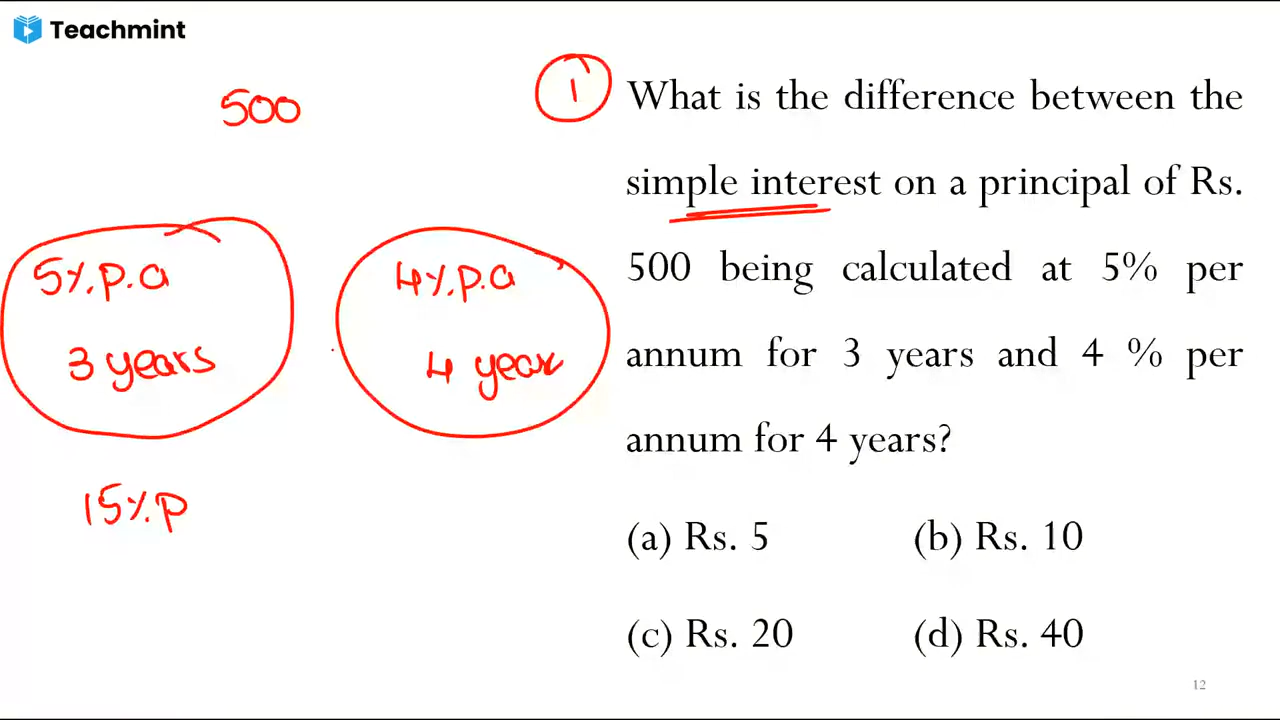 Teachmint
500
5%.p.a
3 years
4%.p.a
4 year
15%.p
1
What is the difference between the
simple interest on a principal of Rs.
500 being calculated at 5% per
annum for 3 years and 4 % per
annum for 4 years?
(a) Rs. 5 (b) Rs. 10
(c) Rs. 20 (d) Rs. 40
12